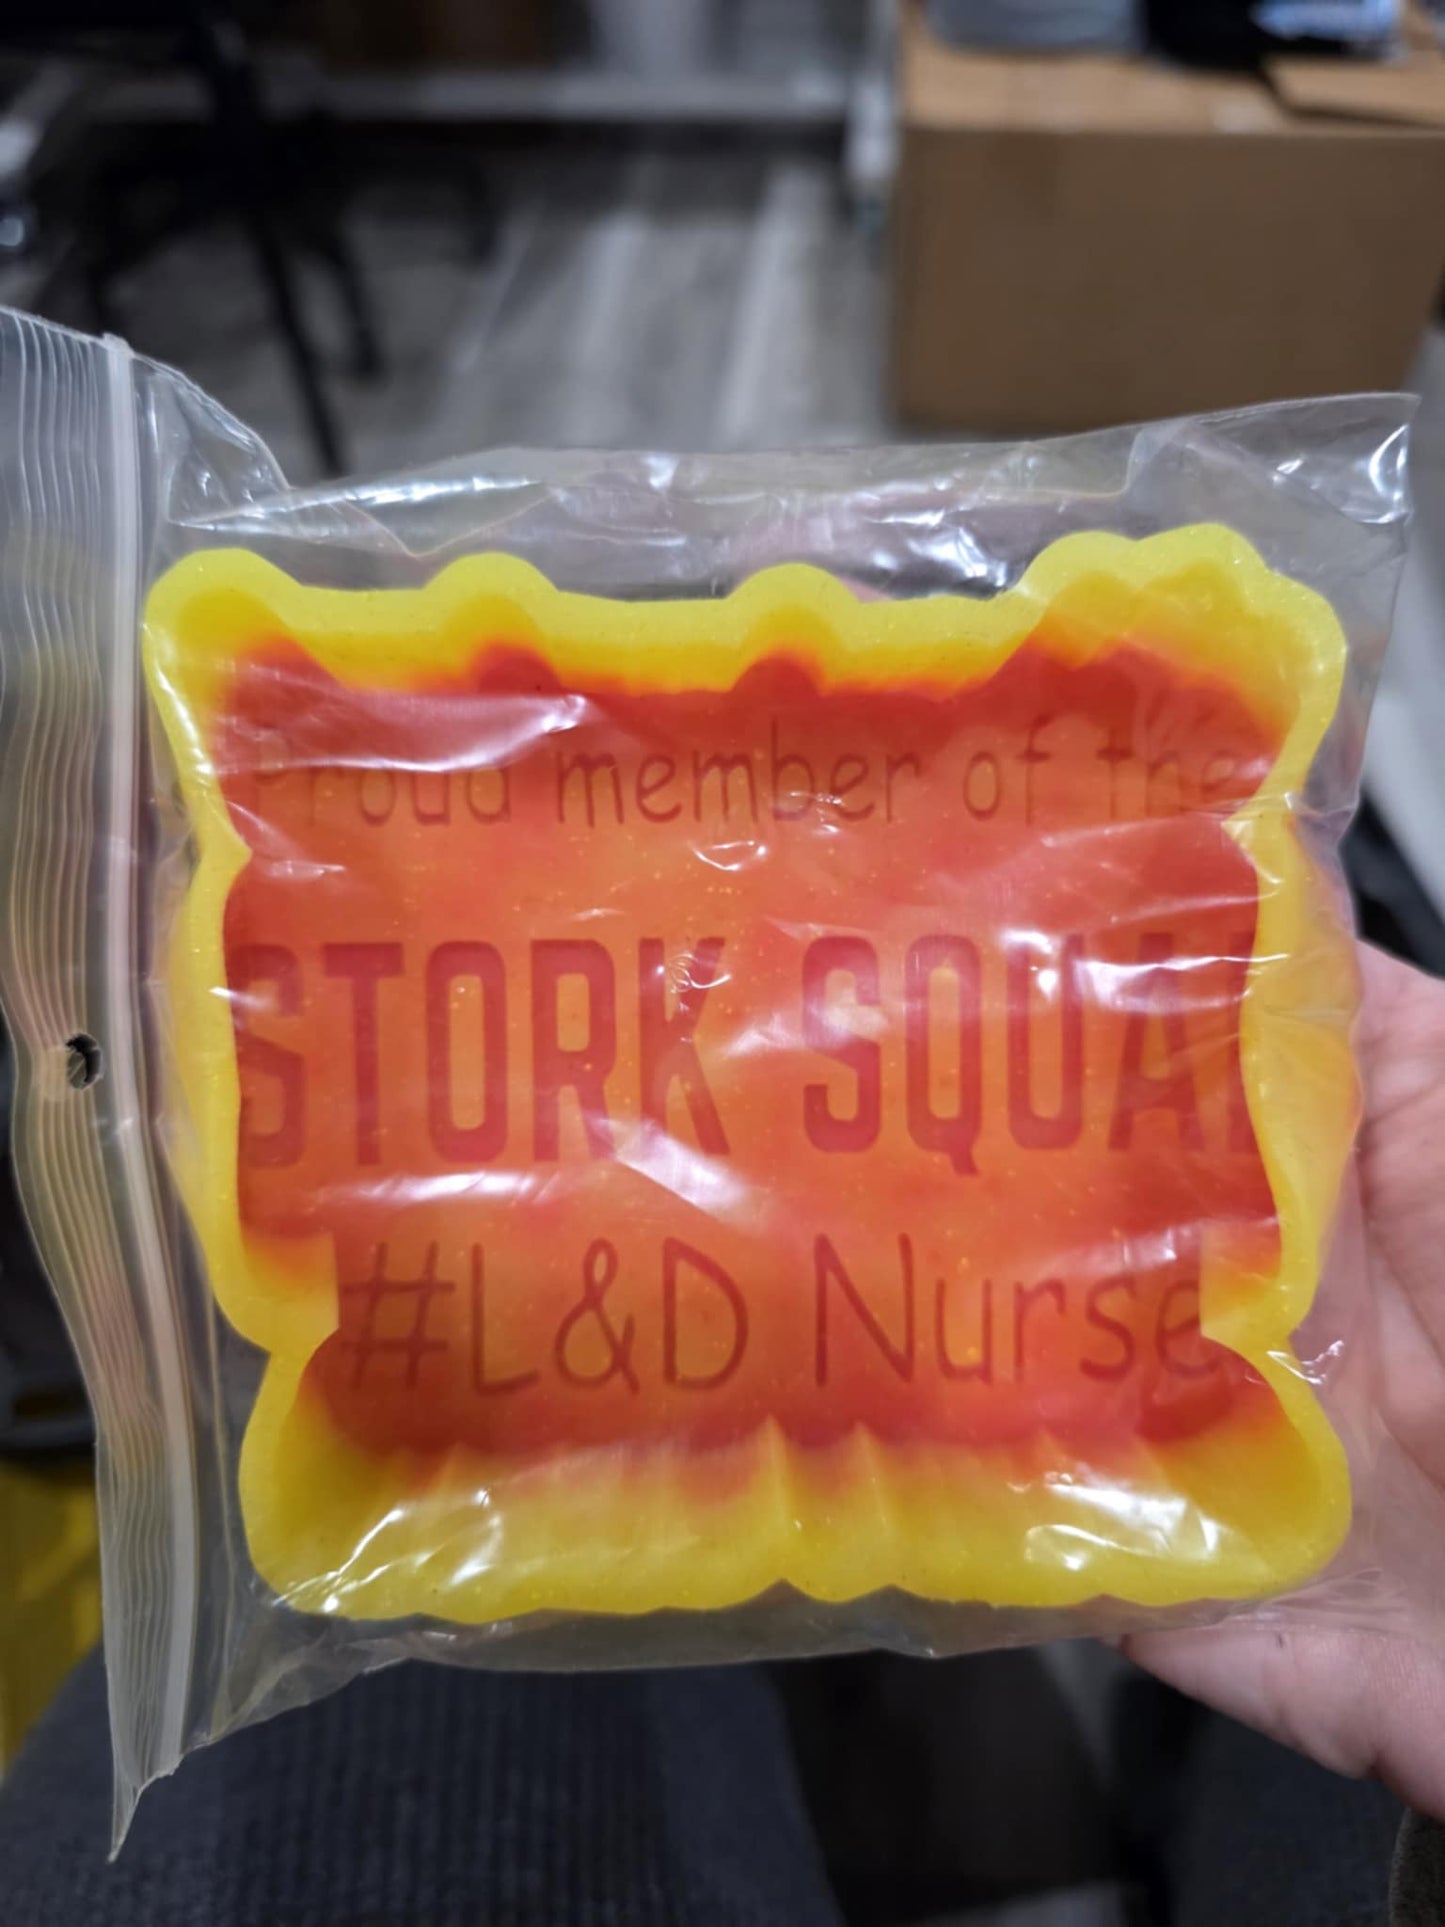 Proud member of the
STORK SQUAD
#L&D Nurse